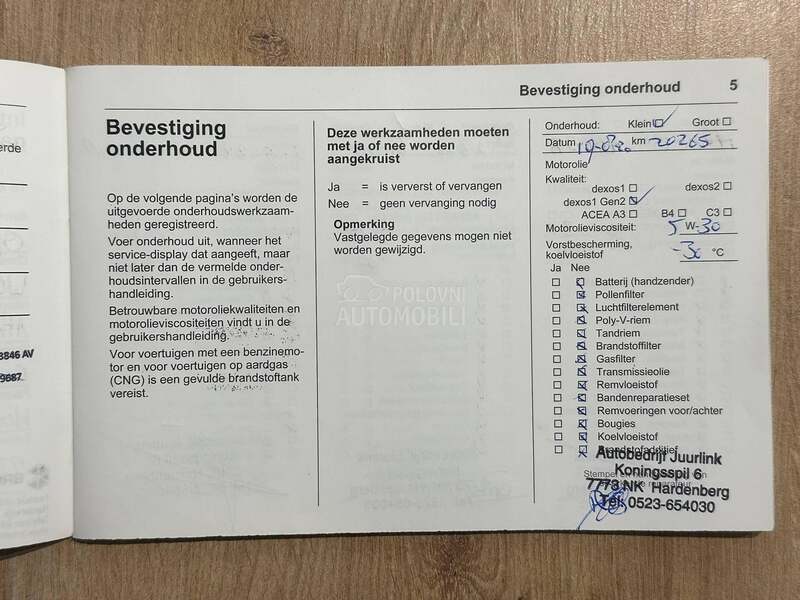 Bevestiging onderhoud 5
erde
3846 AV
9687
Bevestiging
onderhoud
Op de volgende pagina's worden de
uitgevoerde onderhoudswerkzaam-
heden geregistreerd.
Voer onderhoud uit, wanneer het
service-display dat aangeeft, maar
niet later dan de vermelde onder-
houdsintervallen in de gebruikers-
handleiding.
Betrouwbare motoroliekwaliteiten en
motorolieviscositeiten vindt u in de
gebruikershandleiding.
Voor voertuigen met een benzinemo-
tor en voor voertuigen op aardgas
(CNG) is een gevulde brandstoftank
vereist.
Deze werkzaamheden moeten
met ja of nee worden
aangekruist
Ja = is ververst of vervangen
Nee = geen vervanging nodig
Opmerking
Vastgelegde gegevens mogen niet
worden gewijzigd.
POLOVNI
AUTOMOBILI
Onderhoud: Klein Groot
Datum km 20265
Motorolie
Kwaliteit:
dexos1 dexos2
dexos1 Gen2
ACEA A3 B4 C3
Motorolieviscositeit: 5 W-30
Vorstbescherming,
koelvloeistof -30 °C
Ja Nee
Batterij (handzender)
Pollenfilter
Luchtfilterelement
Poly-V-riem
Tandriem
Brandstoffilter
Gasfilter
Transmissieolie
Remvloeistof
Bandenreparatieset
Remvoeringen voor/achter
Bougies
Koelvloeistof
Brandstofadditief
Autobedrijf Juurlink
Koningsspil 6
7773 NK Hardenberg
Tel. 0523-654030